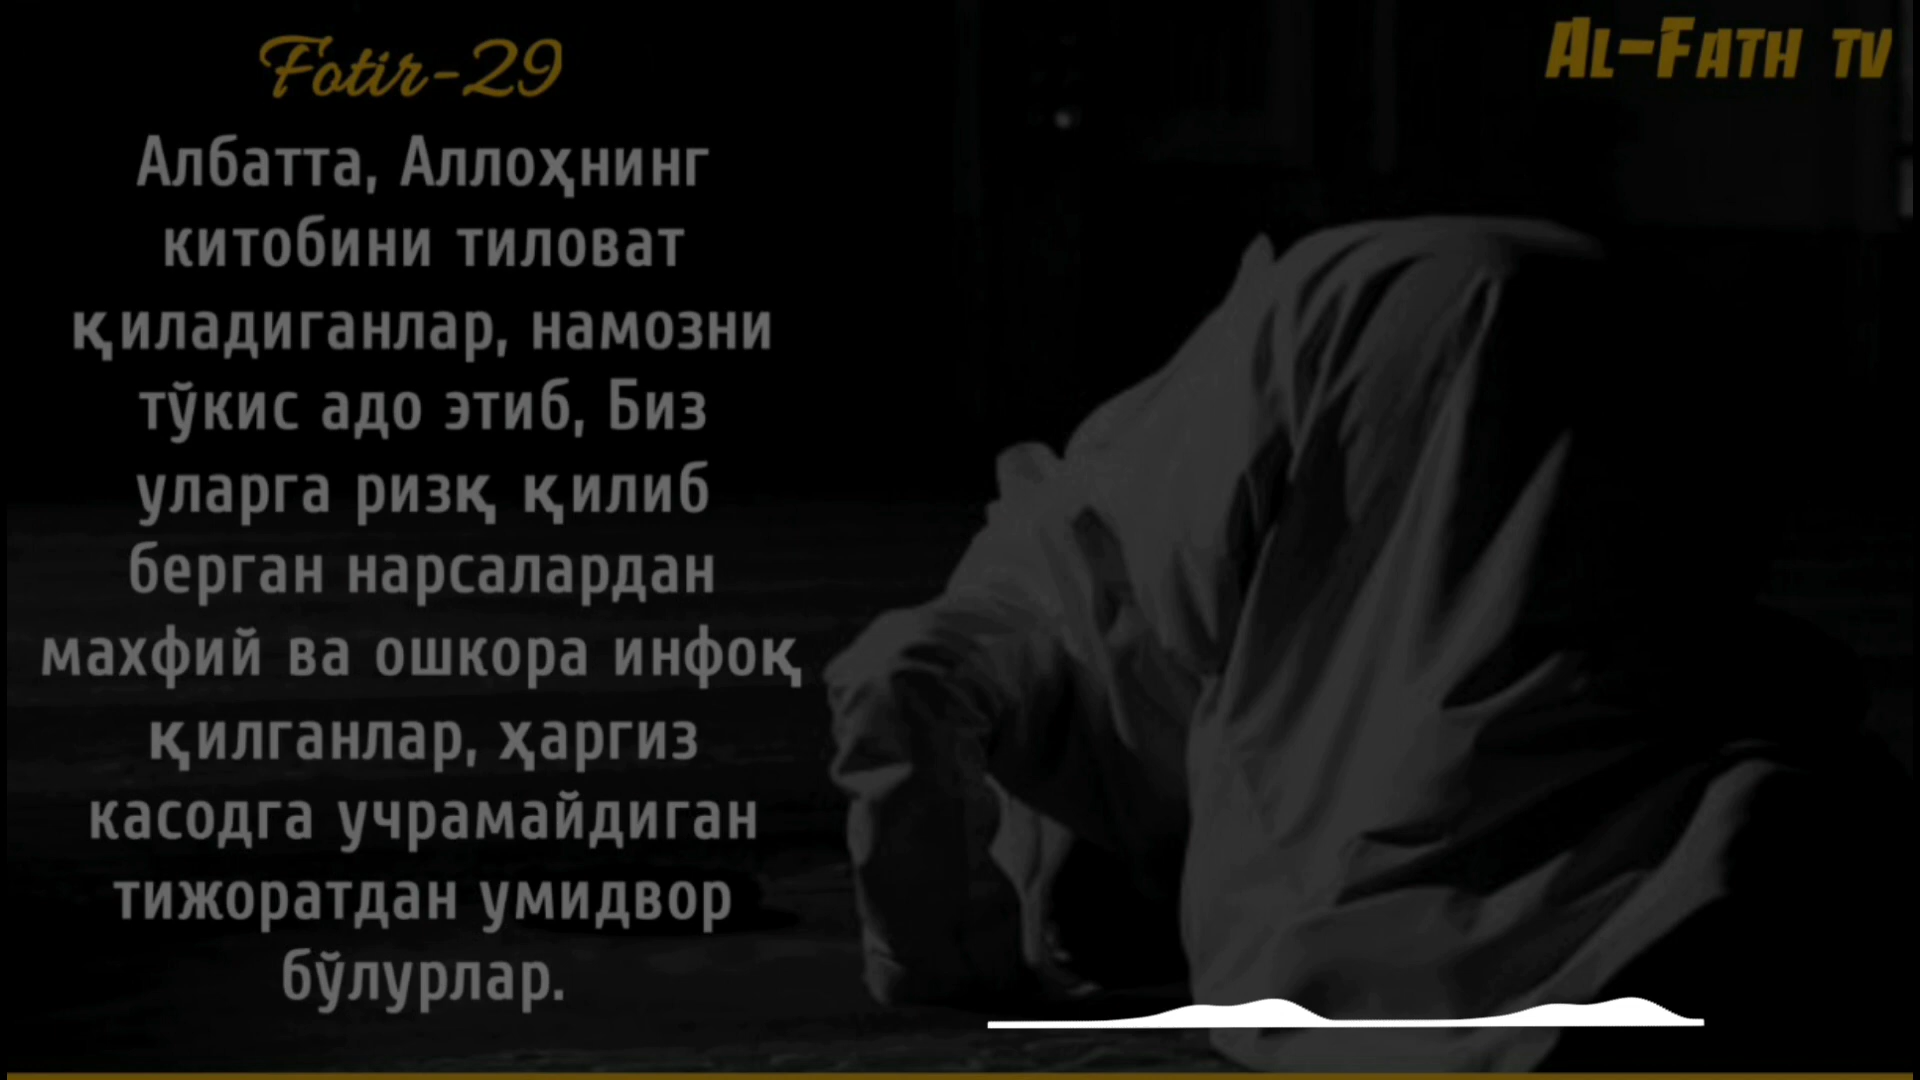 Fotir-29
Al-Fath tv
Албатта, Аллоҳнинг
китобини тиловат
қиладиганлар, намозни
тўкис адо этиб, Биз
уларга ризқ қилиб
берган нарсалардан
махфий ва ошкора инфоқ
қилганлар, ҳаргиз
касодга учрамайдиган
тижоратдан умидвор
бўлурлар.